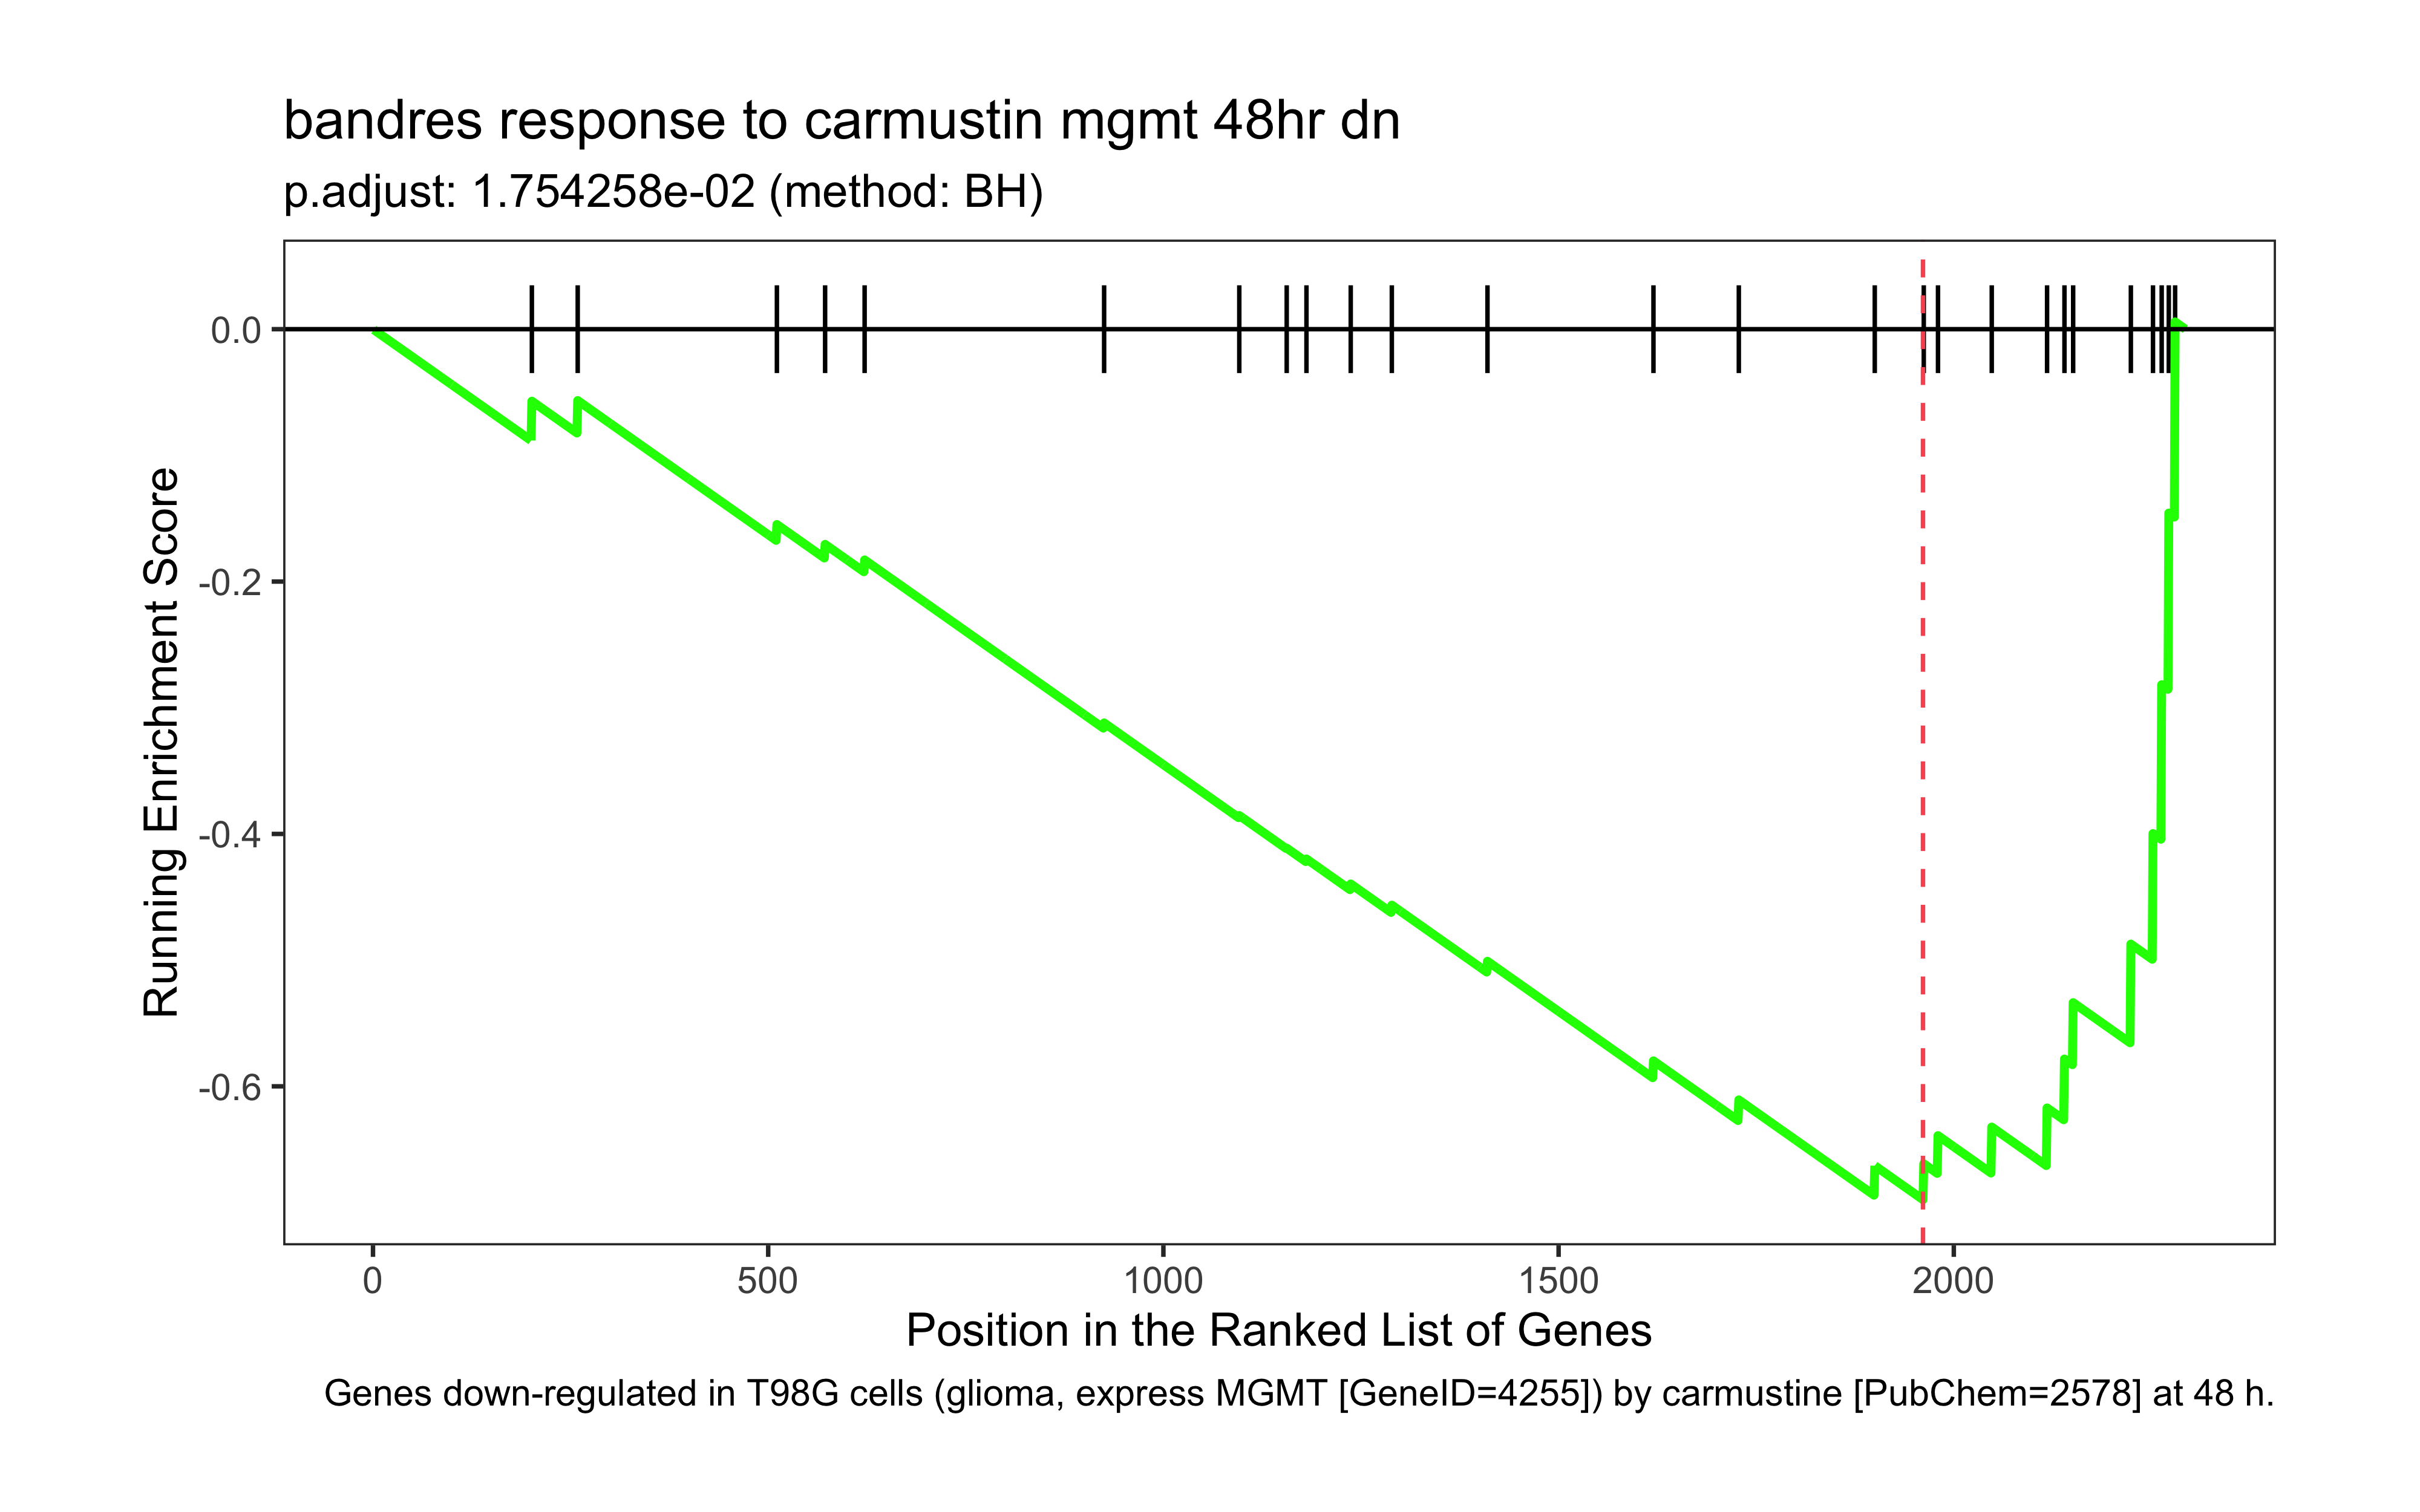 bandres response to carmustin mgmt 48hr dn
p.adjust: 1.754258e-02 (method: BH)
Running Enrichment Score
0.0
-0.2
-0.4
-0.6
0 500 1000 1500 2000
Position in the Ranked List of Genes
Genes down-regulated in T98G cells (glioma, express MGMT [GeneID=4255]) by carmustine [PubChem=2578] at 48 h.